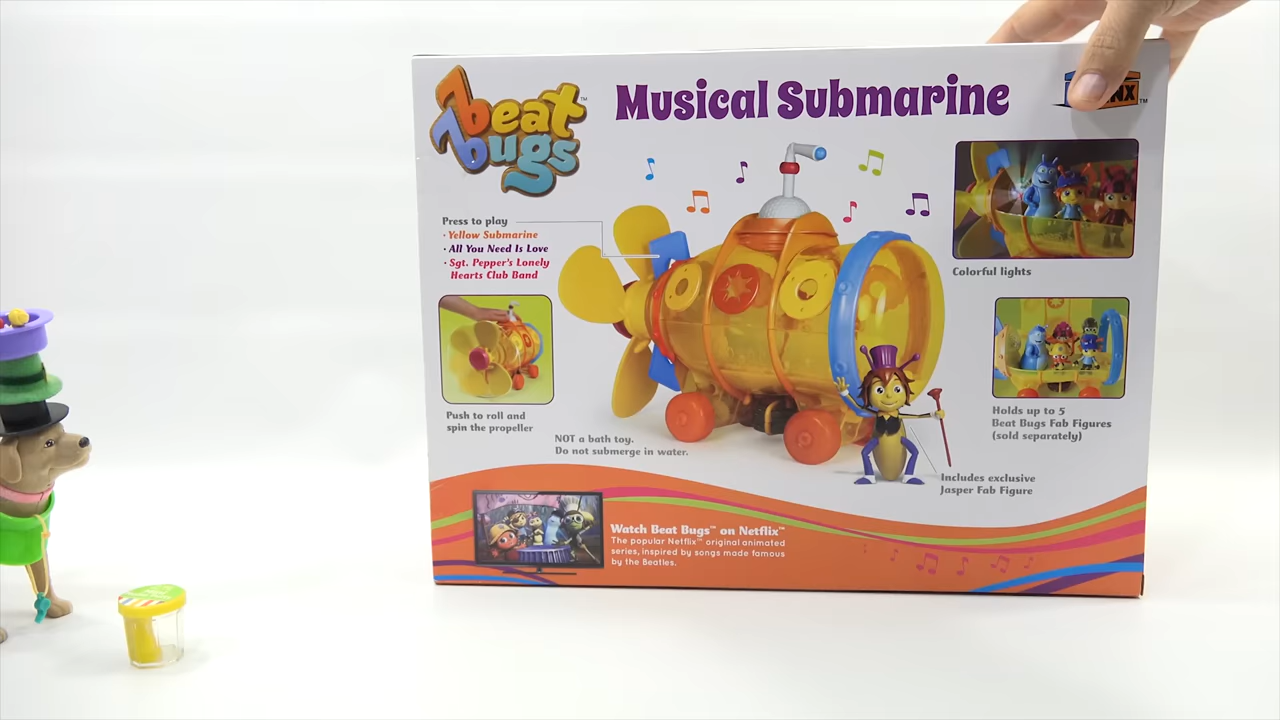 beat
bugs™
Musical Submarine
Press to play
· Yellow Submarine
· All You Need Is Love
· Sgt. Pepper's Lonely
Hearts Club Band
Colorful lights
Push to roll and
spin the propeller
NOT a bath toy.
Do not submerge in water.
Holds up to 5
Beat Bugs Fab Figures
(sold separately)
Includes exclusive
Jasper Fab Figure
Watch Beat Bugs™ on Netflix™
The popular Netflix™ original animated
series, inspired by songs made famous
by the Beatles.